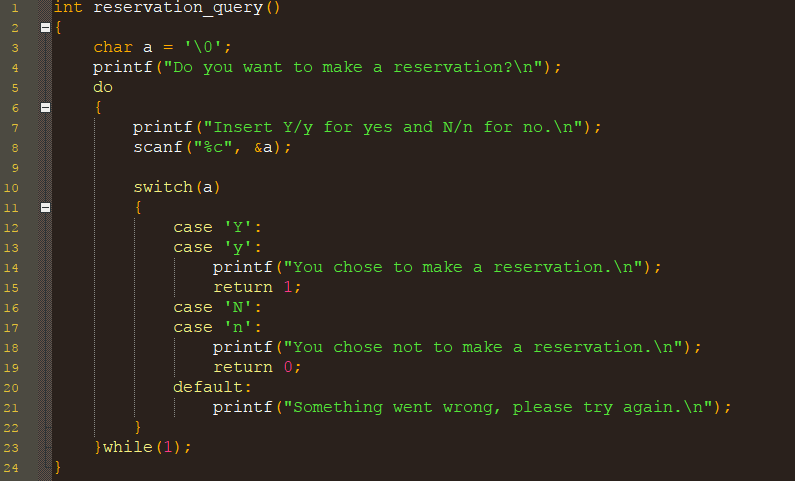 1 int reservation_query()
2 {
3 char a = '\0';
4 printf("Do you want to make a reservation?\n");
5 do
6 {
7 printf("Insert Y/y for yes and N/n for no.\n");
8 scanf("%c", &a);
9
10 switch(a)
11 {
12 case 'Y':
13 case 'y':
14 printf("You chose to make a reservation.\n");
15 return 1;
16 case 'N':
17 case 'n':
18 printf("You chose not to make a reservation.\n");
19 return 0;
20 default:
21 printf("Something went wrong, please try again.\n");
22 }
23 }while(1);
24 }